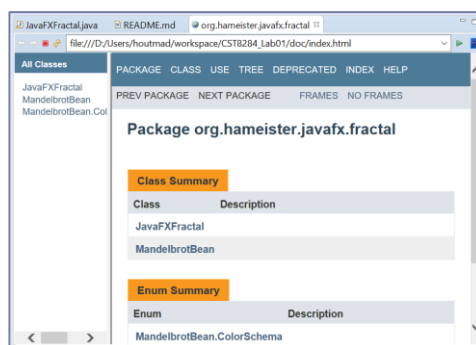 JavaFXFractal.java README.md org.hameister.javafx.fractal
file:///D:/Users/houtmad/workspace/CST8284_Lab01/doc/index.html
All Classes
JavaFXFractal
MandelbrotBean
MandelbrotBean.Col
PACKAGE CLASS USE TREE DEPRECATED INDEX HELP
PREV PACKAGE NEXT PACKAGE FRAMES NO FRAMES
Package org.hameister.javafx.fractal
Class Summary
Class Description
JavaFXFractal
MandelbrotBean
Enum Summary
Enum Description
MandelbrotBean.ColorSchema